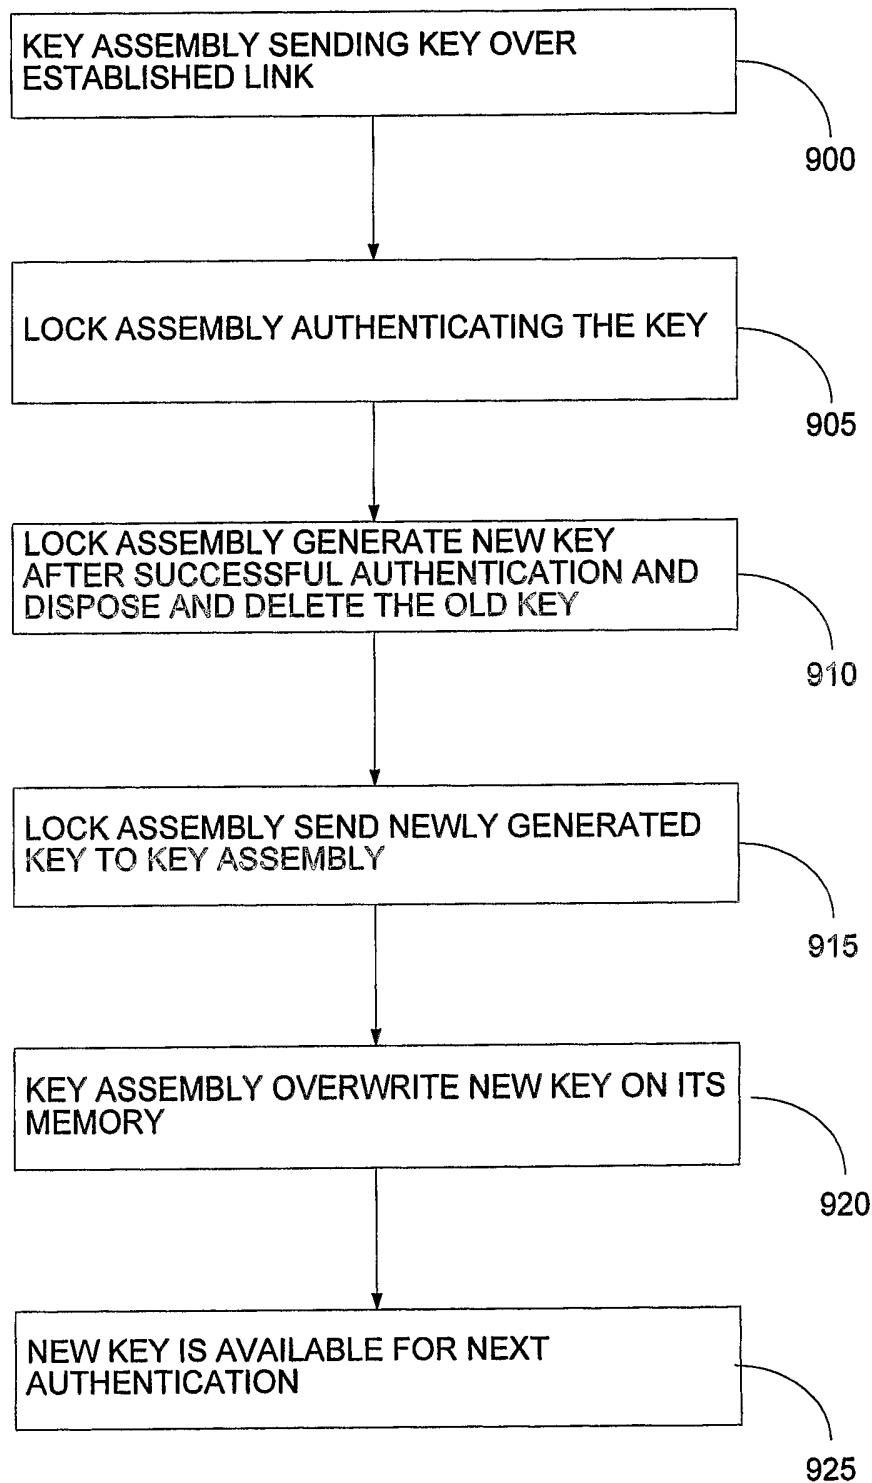 KEY ASSEMBLY SENDING KEY OVER
ESTABLISHED LINK
900
LOCK ASSEMBLY AUTHENTICATING THE KEY
905
LOCK ASSEMBLY GENERATE NEW KEY
AFTER SUCCESSFUL AUTHENTICATION AND
DISPOSE AND DELETE THE OLD KEY
910
LOCK ASSEMBLY SEND NEWLY GENERATED
KEY TO KEY ASSEMBLY
915
KEY ASSEMBLY OVERWRITE NEW KEY ON ITS
MEMORY
920
NEW KEY IS AVAILABLE FOR NEXT
AUTHENTICATION
925